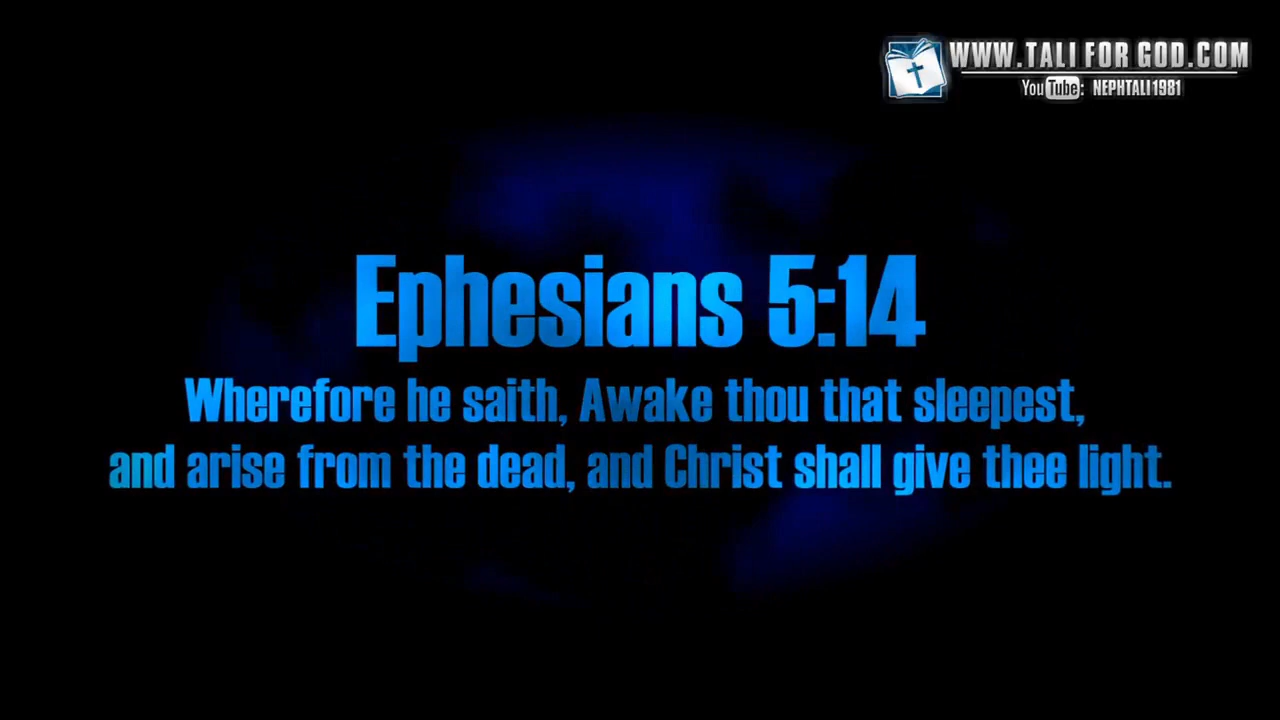 WWW.TALI FOR GOD.COM
YouTube: NEPHTALI1981
Ephesians 5:14
Wherefore he saith, Awake thou that sleepest,
and arise from the dead, and Christ shall give thee light.